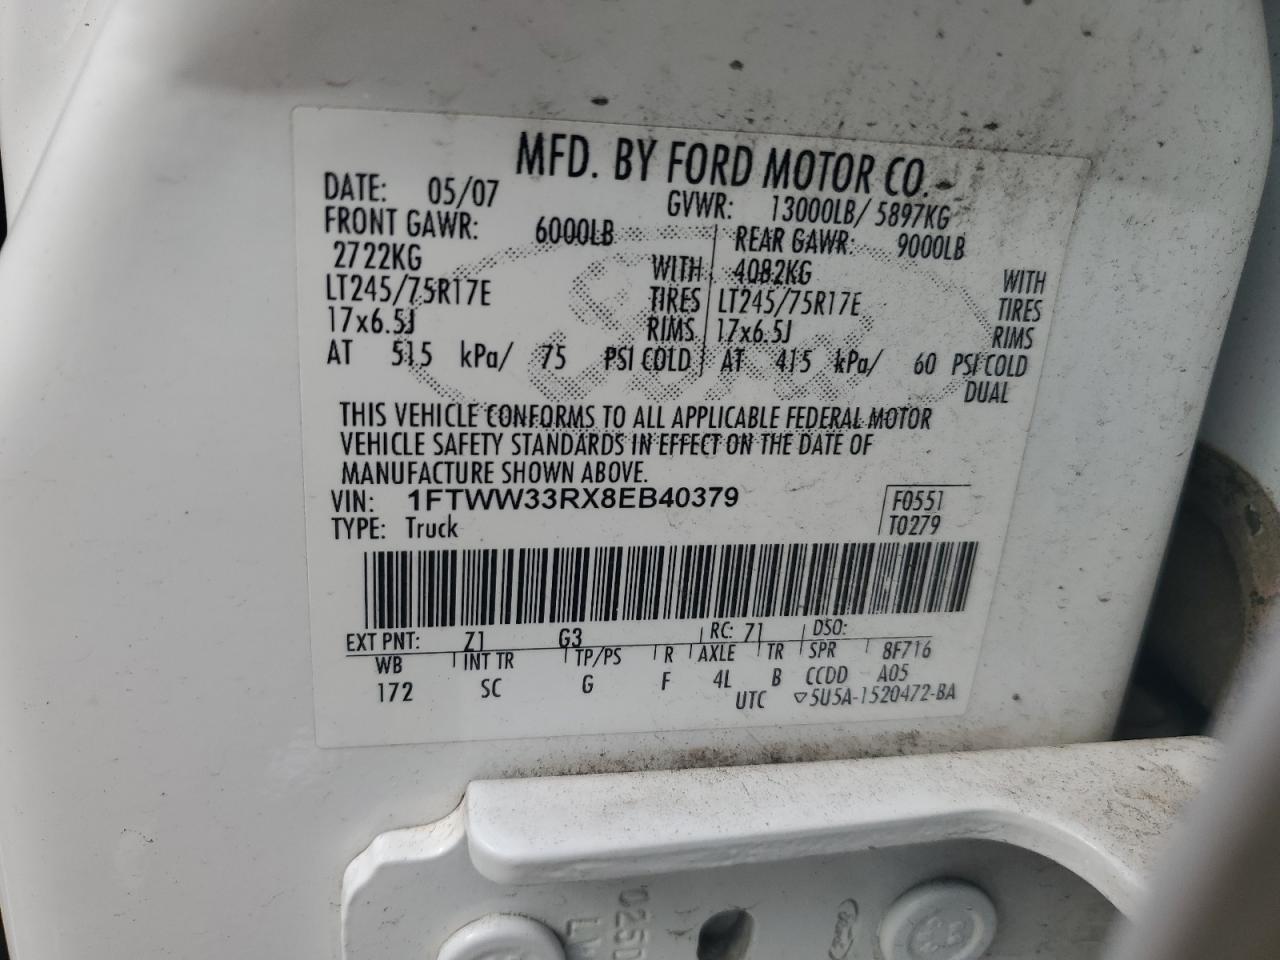 MFD. BY FORD MOTOR CO.
DATE: 05/07 GVWR: 13000LB/ 5897KG
FRONT GAWR: 6000LB REAR GAWR: 9000LB
2722KG WITH 4082KG WITH
LT245/75R17E TIRES LT245/75R17E TIRES
17x6.5J RIMS 17x6.5J RIMS
AT 515 kPa/ 75 PSI COLD AT 415 kPa/ 60 PSI COLD
DUAL
THIS VEHICLE CONFORMS TO ALL APPLICABLE FEDERAL MOTOR
VEHICLE SAFETY STANDARDS IN EFFECT ON THE DATE OF
MANUFACTURE SHOWN ABOVE.
VIN: 1FTWW33RX8EB40379 F0551
TYPE: Truck T0279
EXT PNT: Z1 G3 RC: 71 DSO:
WB INT TR TP/PS R AXLE TR SPR 8F716
172 SC G F 4L B CCDD A05
UTC ▽5U5A-1520472-BA
Ford